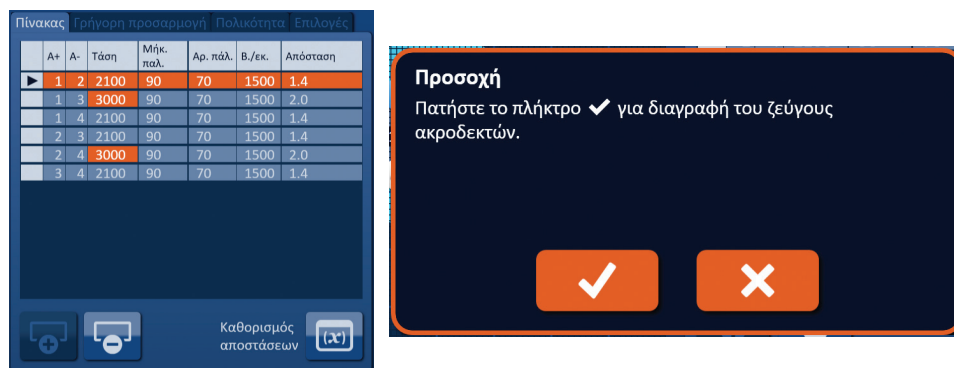 Πίνακας Γρήγορη προσαρμογή Πολικότητα Επιλογές
A+ A- Τάση Μήκ. παλ. Αρ. πάλ. Β./εκ. Απόσταση
1 2 2100 90 70 1500 1.4
1 3 3000 90 70 1500 2.0
1 4 2100 90 70 1500 1.4
2 3 2100 90 70 1500 1.4
2 4 3000 90 70 1500 2.0
3 4 2100 90 70 1500 1.4
Καθορισμός
αποστάσεων
(x)
Προσοχή
Πατήστε το πλήκτρο ✔ για διαγραφή του ζεύγους
ακροδεκτών.